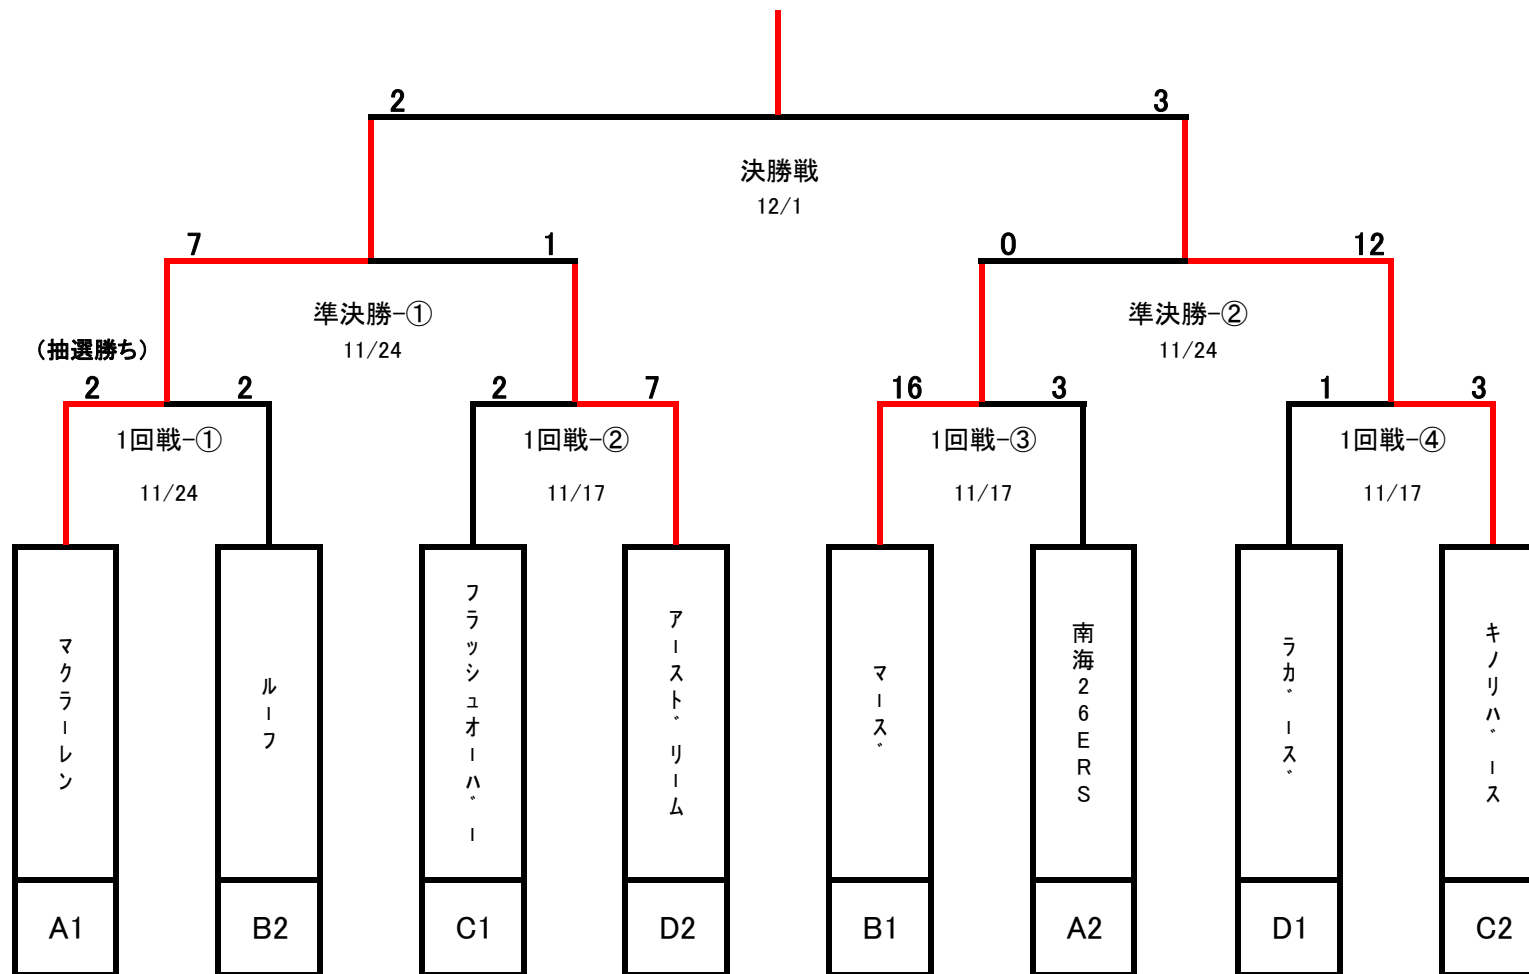 2 3
決勝戦
12/1
7 1 0 12
準決勝-① 準決勝-②
(抽選勝ち) 11/24 11/24
2 2 2 7 16 3 1 3
1回戦-① 1回戦-② 1回戦-③ 1回戦-④
11/24 11/17 11/17 11/17
マクラーレン
ルーフ
フラッシュオーバー
アースドリーム
マーズ
南海26ERS
ラガーズ
キノリバース
A1 B2 C1 D2 B1 A2 D1 C2